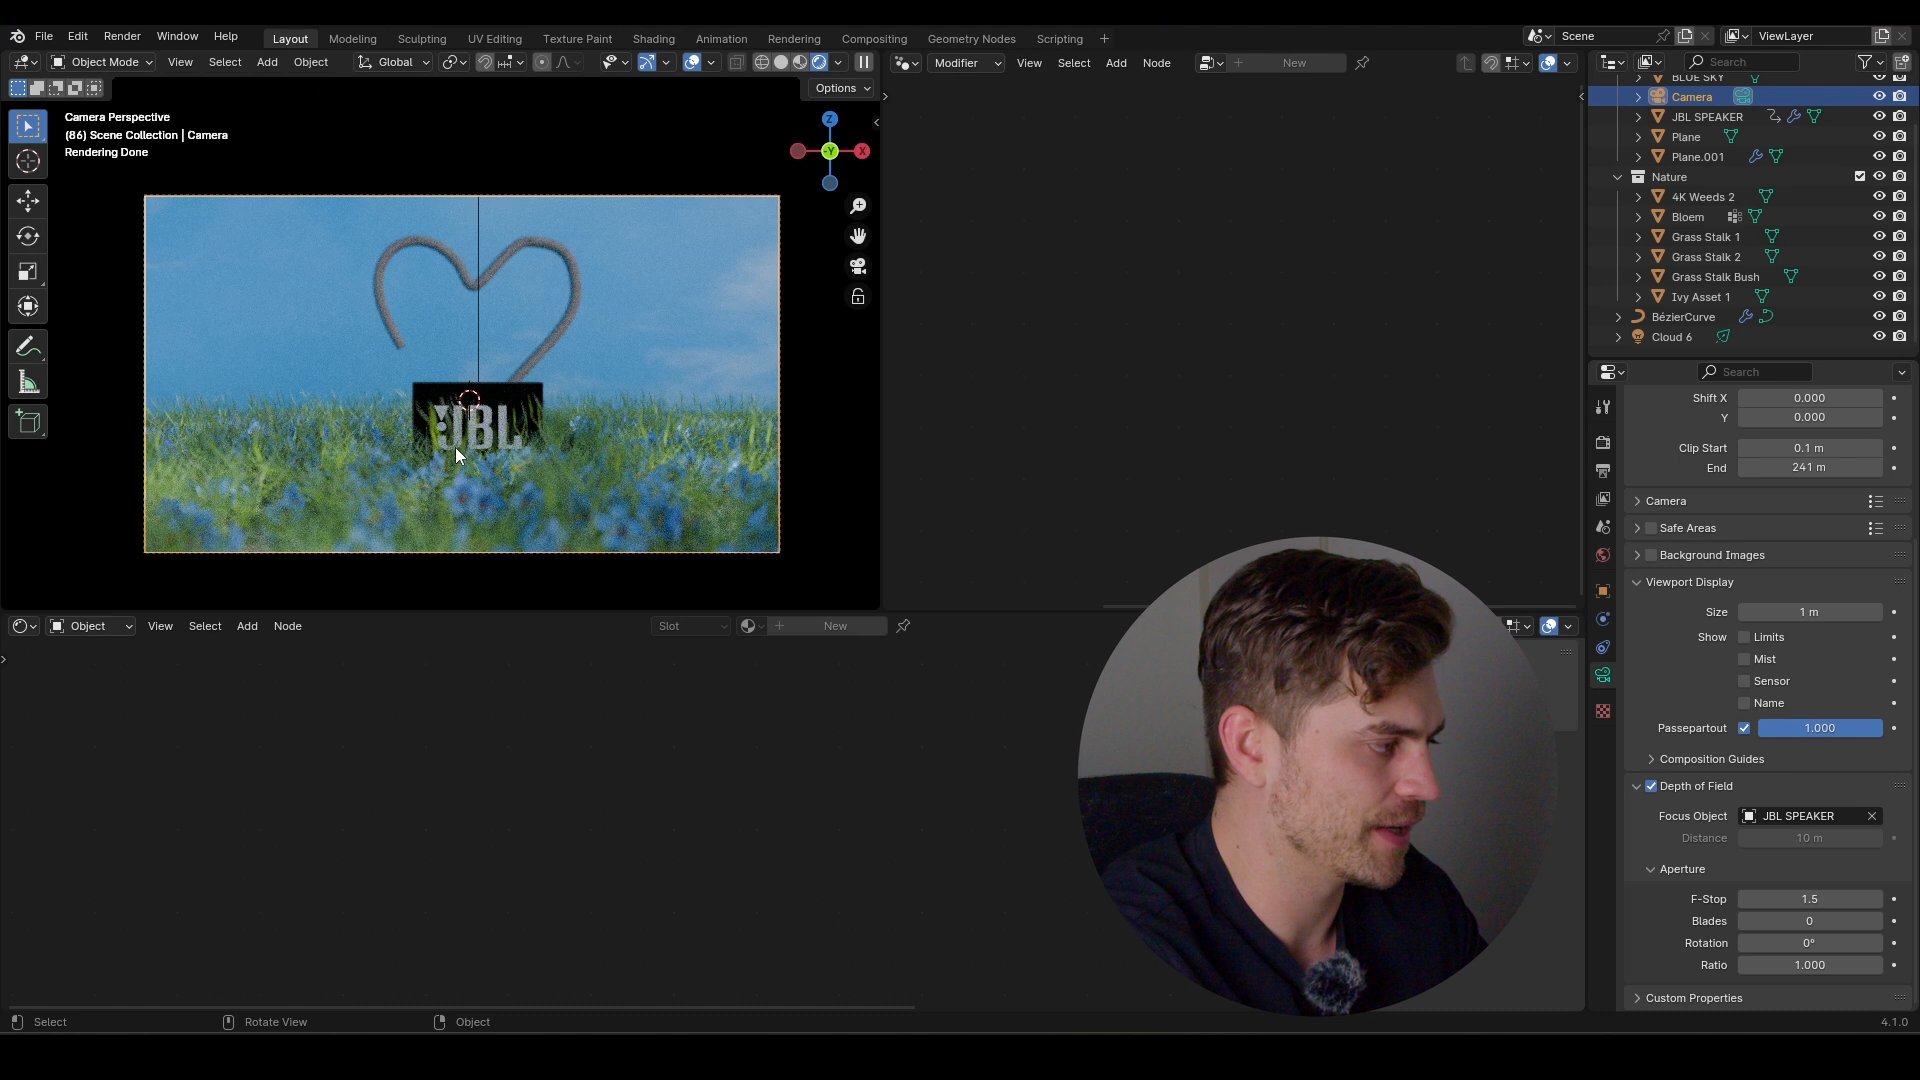 File Edit Render Window Help Layout Modeling Sculpting UV Editing Texture Paint Shading Animation Rendering Compositing Geometry Nodes Scripting + Scene ViewLayer
Object Mode View Select Add Object Global
Options
Camera Perspective
(86) Scene Collection | Camera
Rendering Done
Z
-Y
X
JBL
Modifier View Select Add Node New
Search
BLUE SKY
Camera
JBL SPEAKER
Plane
Plane.001
Nature
4K Weeds 2
Bloem
Grass Stalk 1
Grass Stalk 2
Grass Stalk Bush
Ivy Asset 1
BézierCurve
Cloud 6
Search
Shift X 0.000
Y 0.000
Clip Start 0.1 m
End 241 m
Camera
Safe Areas
Background Images
Viewport Display
Size 1 m
Show Limits
Mist
Sensor
Name
Passepartout 1.000
Composition Guides
Depth of Field
Focus Object JBL SPEAKER
Distance 10 m
Aperture
F-Stop 1.5
Blades 0
Rotation 0°
Ratio 1.000
Custom Properties
Object View Select Add Node Slot New
Select Rotate View Object 4.1.0